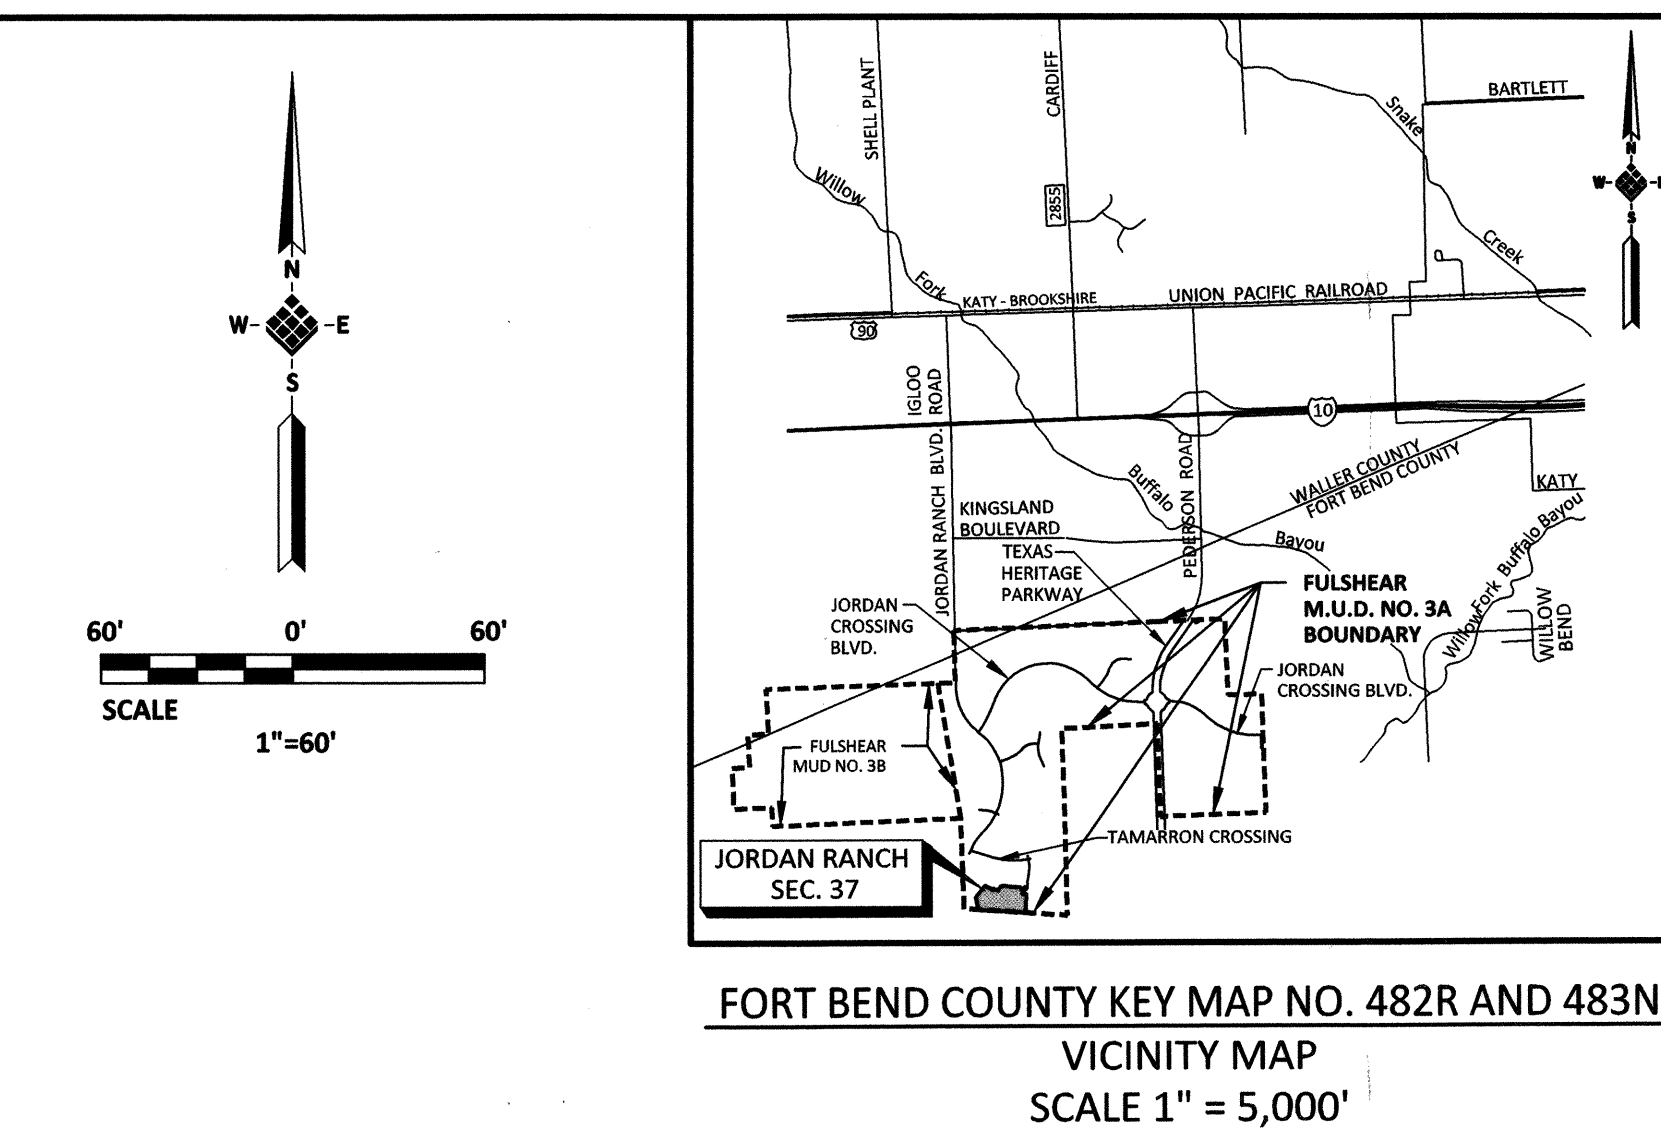 N
W
E
S
60'
0'
60'
SCALE
1"=60'
SHELL PLANT
CARDIFF
2855
BARTLETT
Snake
Creek
Willow
Fork
KATY - BROOKSHIRE
UNION PACIFIC RAILROAD
90
IGLOO
ROAD
10
JORDAN RANCH BLVD.
PEDERSON ROAD
Buffalo
Bayou
WALLER COUNTY
FORT BEND COUNTY
KATY
KINGSLAND
BOULEVARD
TEXAS
HERITAGE
PARKWAY
JORDAN
CROSSING
BLVD.
FULSHEAR
M.U.D. NO. 3A
BOUNDARY
Willow Fork Buffalo Bayou
WILLOW
BEND
JORDAN
CROSSING BLVD.
FULSHEAR
MUD NO. 3B
TAMARRON CROSSING
JORDAN RANCH
SEC. 37
N
W
S
FORT BEND COUNTY KEY MAP NO. 482R AND 483N
VICINITY MAP
SCALE 1" = 5,000'